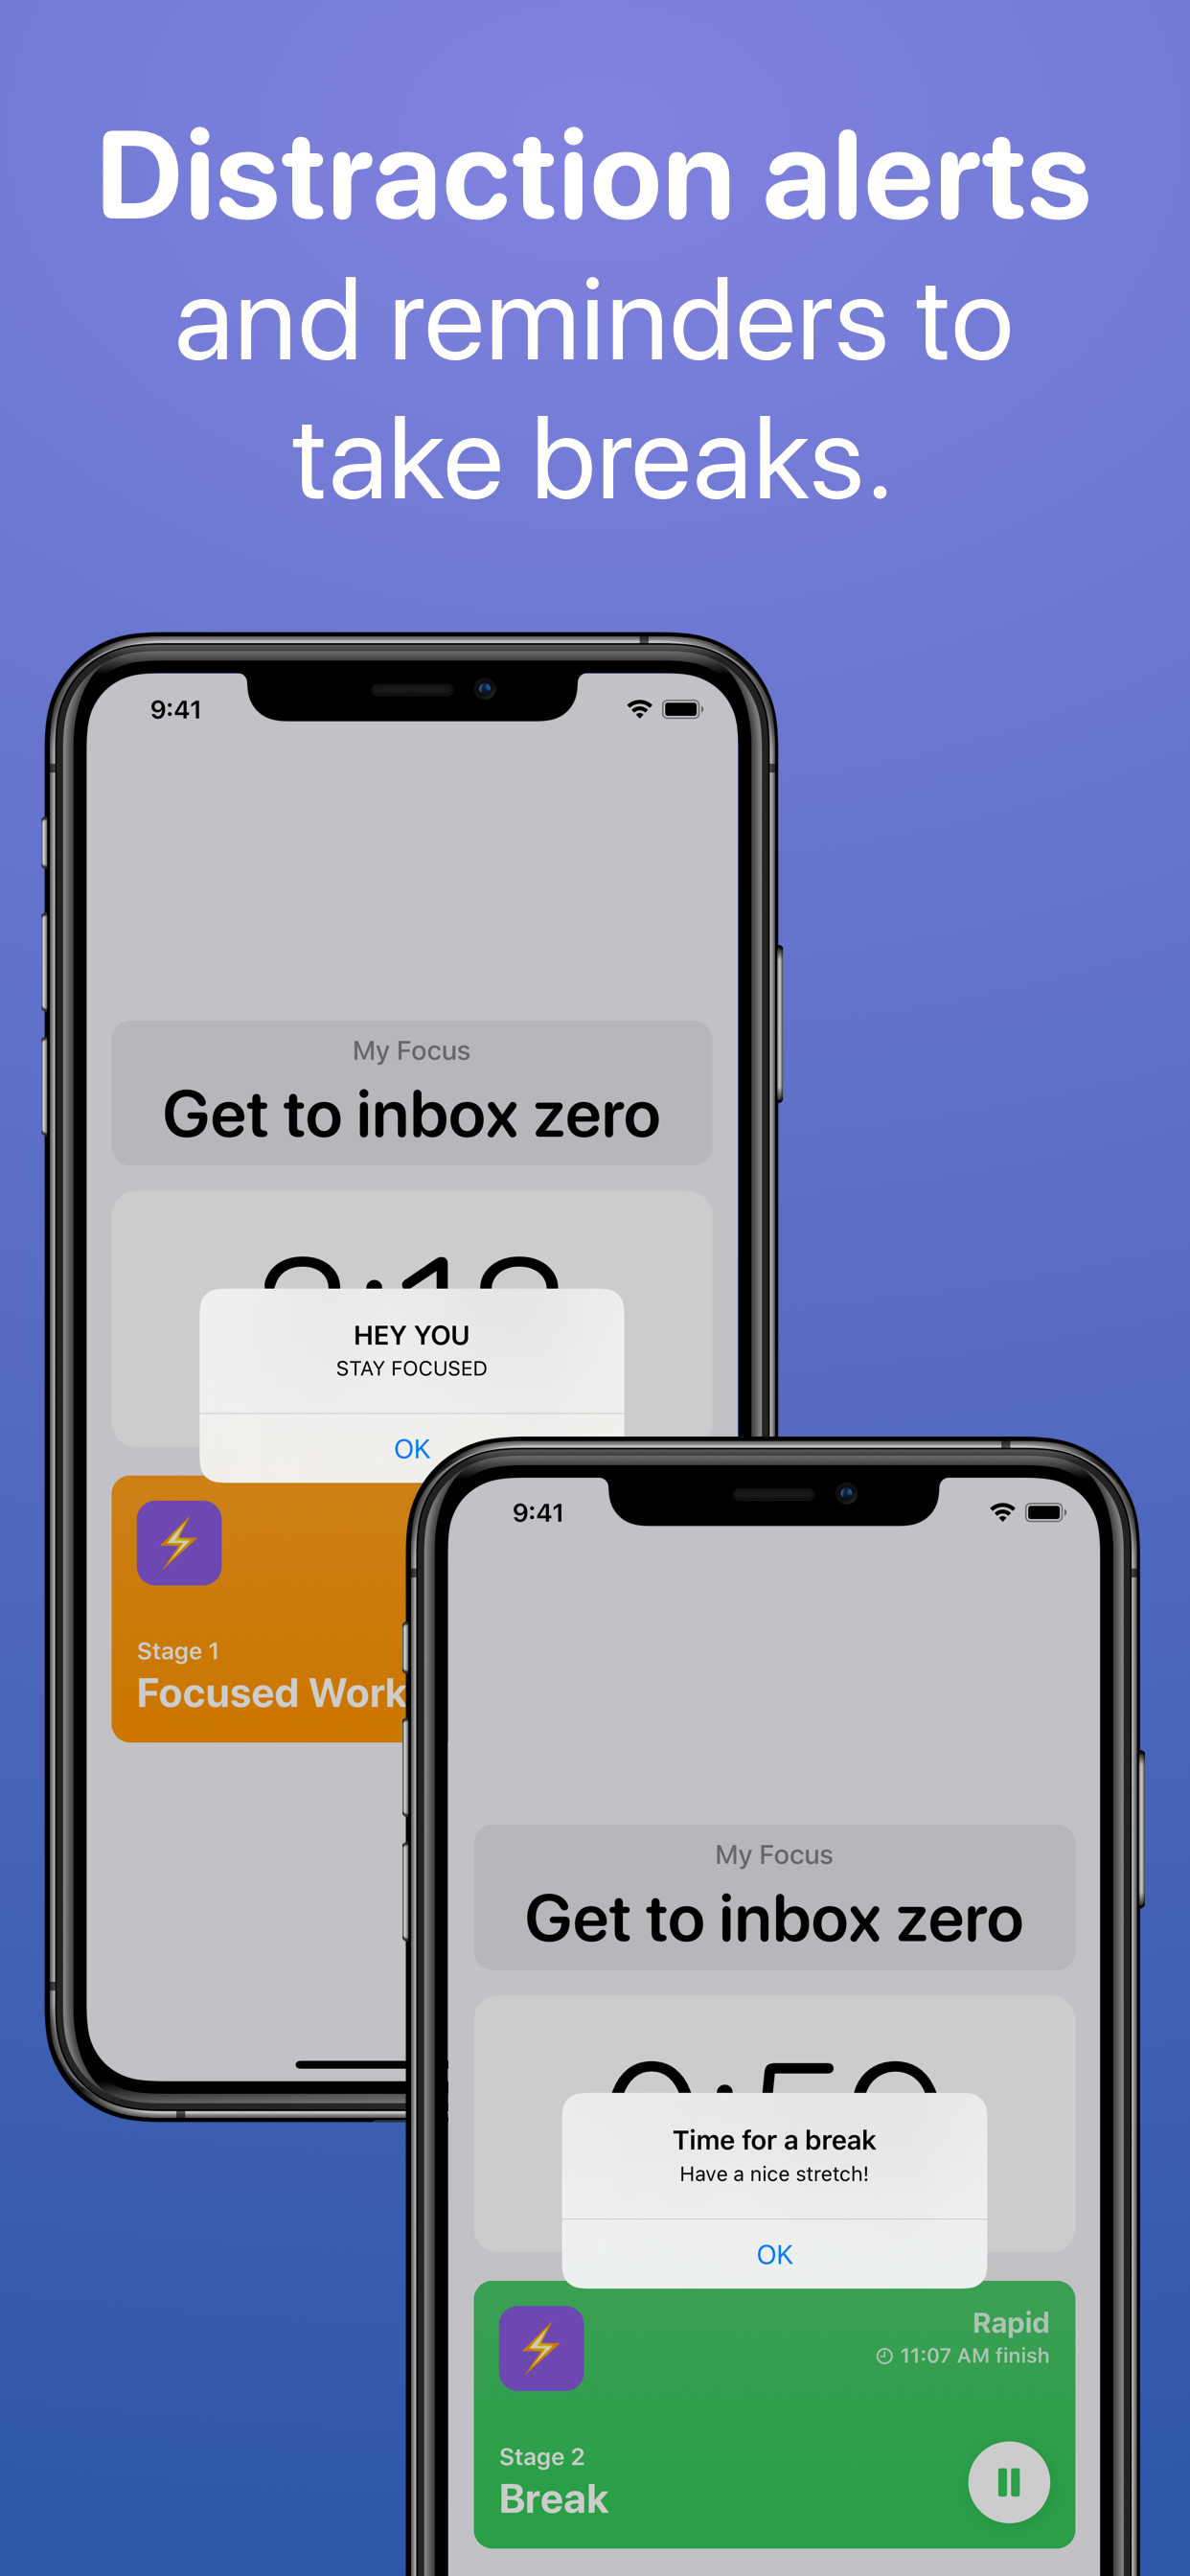 Distraction alerts
and reminders to
take breaks.
9:41
My Focus
Get to inbox zero
HEY YOU
STAY FOCUSED
OK
Stage 1
Focused Work
9:41
My Focus
Get to inbox zero
Time for a break
Have a nice stretch!
OK
Rapid
11:07 AM finish
Stage 2
Break